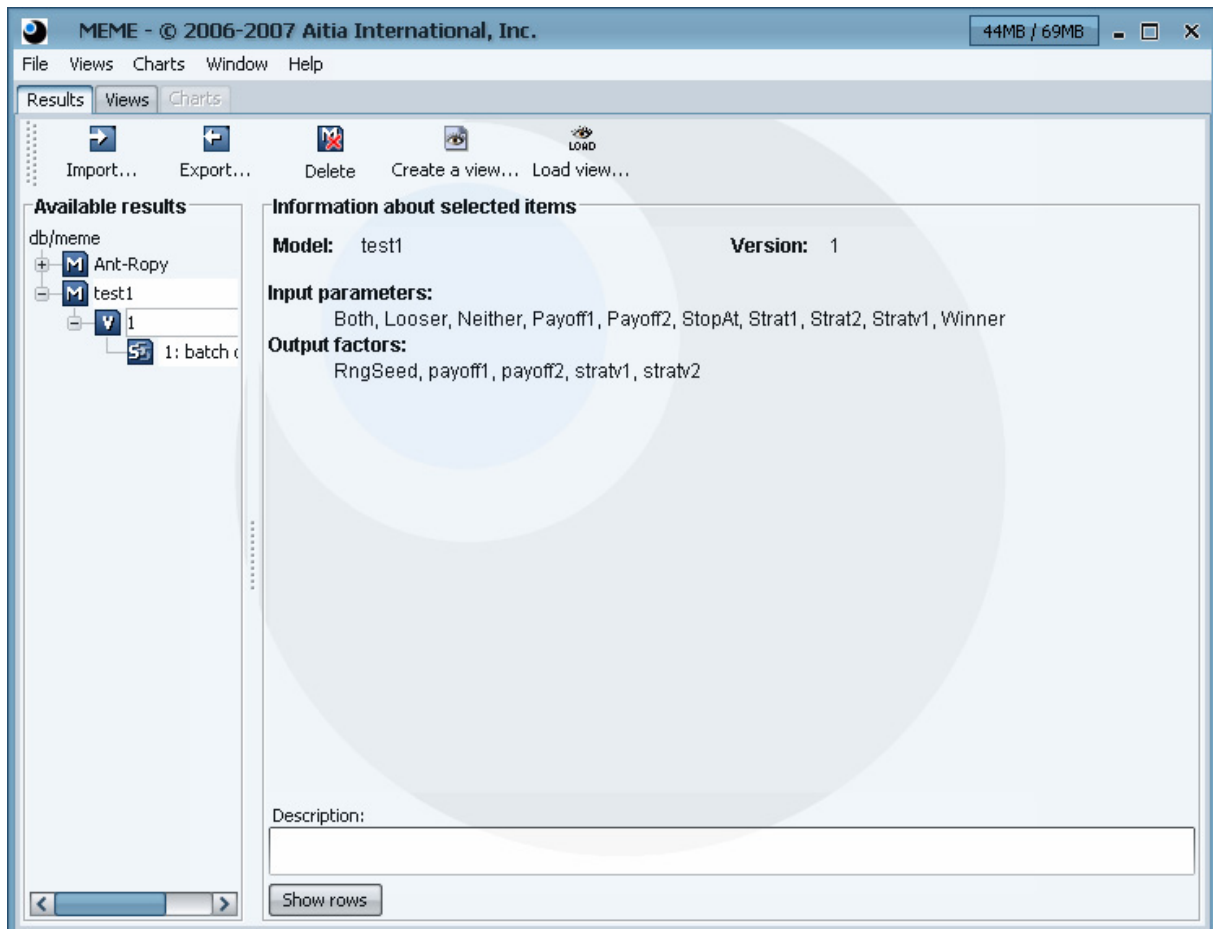 MEME - © 2006-2007 Aitia International, Inc.
44MB / 69MB
File Views Charts Window Help
Results Views Charts
Import... Export... Delete Create a view... LOAD Load view...
Available results
db/meme
M Ant-Ropy
M test1
V 1
1: batch
Information about selected items
Model: test1 Version: 1
Input parameters:
Both, Looser, Neither, Payoff1, Payoff2, StopAt, Strat1, Strat2, Stratv1, Winner
Output factors:
RngSeed, payoff1, payoff2, stratv1, stratv2
Description:
Show rows